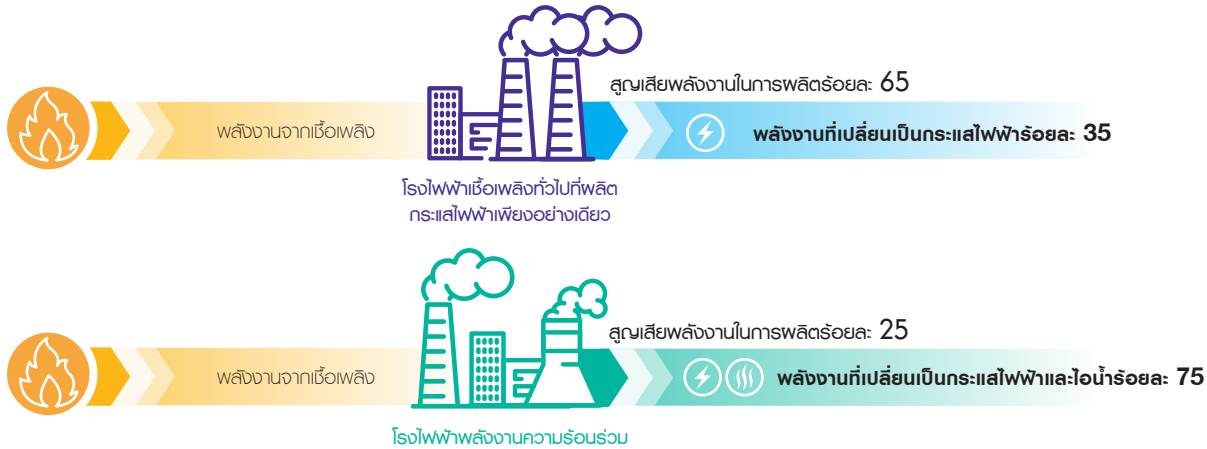 สูญเสียพลังงานในการผลิตร้อยละ 65
พลังงานจากเชื้อเพลิง
พลังงานที่เปลี่ยนเป็นกระแสไฟฟ้าร้อยละ 35
โรงไฟฟ้าเชื้อเพลิงทั่วไปที่ผลิต
กระแสไฟฟ้าเพียงอย่างเดียว
สูญเสียพลังงานในการผลิตร้อยละ 25
พลังงานจากเชื้อเพลิง
พลังงานที่เปลี่ยนเป็นกระแสไฟฟ้าและไอน้ำร้อยละ 75
โรงไฟฟ้าพลังงานความร้อนร่วม